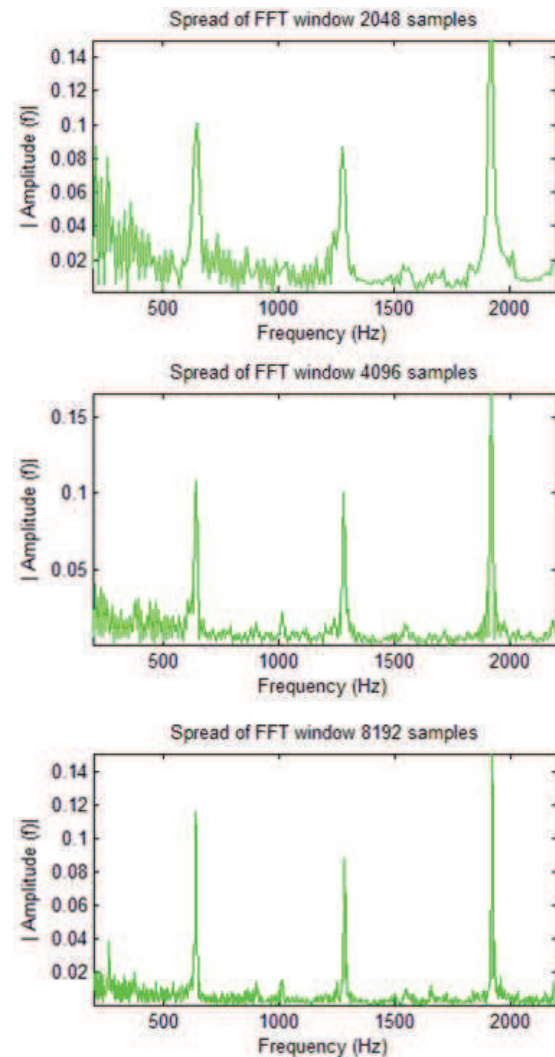 Spread of FFT window 2048 samples
| Amplitude (f)|
0.14
0.12
0.1
0.08
0.06
0.04
0.02
500 1000 1500 2000
Frequency (Hz)
Spread of FFT window 4096 samples
| Amplitude (f)|
0.15
0.1
0.05
500 1000 1500 2000
Frequency (Hz)
Spread of FFT window 8192 samples
| Amplitude (f)|
0.14
0.12
0.1
0.08
0.06
0.04
0.02
500 1000 1500 2000
Frequency (Hz)